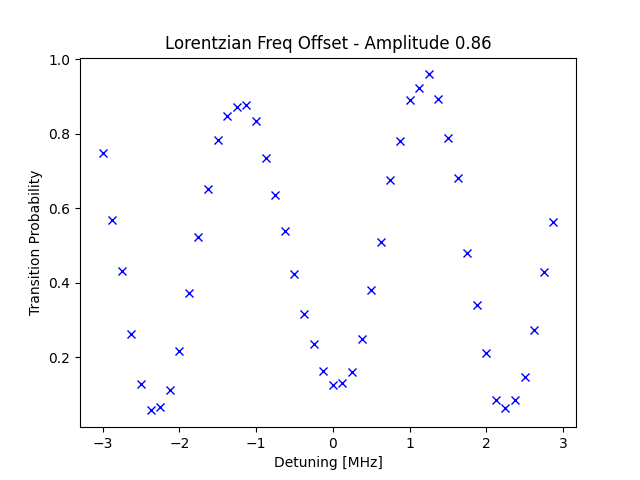 Lorentzian Freq Offset - Amplitude 0.86
1.0
0.8
0.6
0.4
0.2
Transition Probability
−3 −2 −1 0 1 2 3
Detuning [MHz]